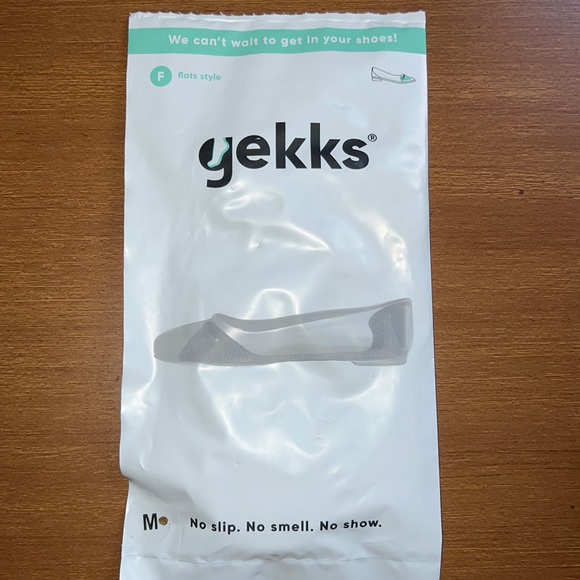 We can't wait to get in your shoes!
F flats style
gekks®
M
No slip. No smell. No show.